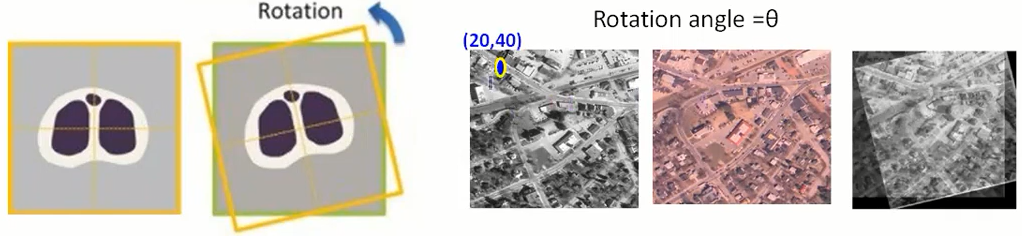 Rotation
Rotation angle =θ
(20,40)